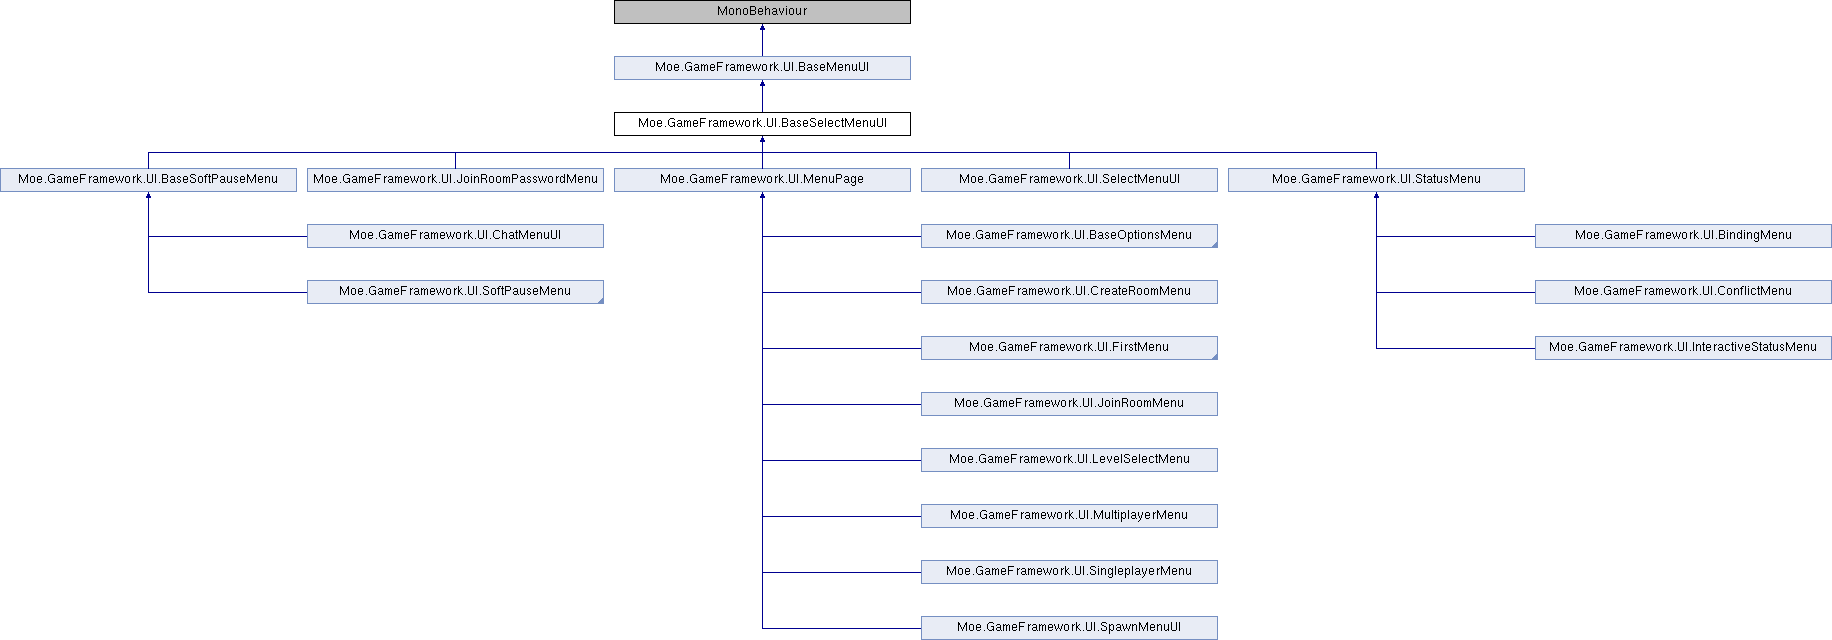 MonoBehaviour
Moe.GameFramework.UI.BaseMenuUI
Moe.GameFramework.UI.BaseSelectMenuUI
Moe.GameFramework.UI.BaseSoftPauseMenu
Moe.GameFramework.UI.JoinRoomPasswordMenu
Moe.GameFramework.UI.MenuPage
Moe.GameFramework.UI.SelectMenuUI
Moe.GameFramework.UI.StatusMenu
Moe.GameFramework.UI.ChatMenuUI
Moe.GameFramework.UI.BaseOptionsMenu
Moe.GameFramework.UI.BindingMenu
Moe.GameFramework.UI.SoftPauseMenu
Moe.GameFramework.UI.CreateRoomMenu
Moe.GameFramework.UI.ConflictMenu
Moe.GameFramework.UI.FirstMenu
Moe.GameFramework.UI.InteractiveStatusMenu
Moe.GameFramework.UI.JoinRoomMenu
Moe.GameFramework.UI.LevelSelectMenu
Moe.GameFramework.UI.MultiplayerMenu
Moe.GameFramework.UI.SingleplayerMenu
Moe.GameFramework.UI.SpawnMenuUI